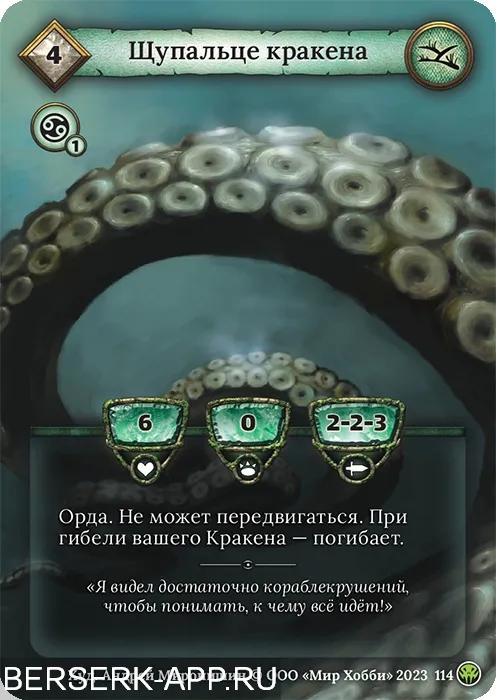 4
Щупальце кракена
1
6
0
2-2-3
Орда. Не может передвигаться. При
гибели вашего Кракена — погибает.
«Я видел достаточно кораблекрушений,
чтобы понимать, к чему всё идёт!»
© ООО «Мир Хобби» 2023 114
BERSERK-APP.RU